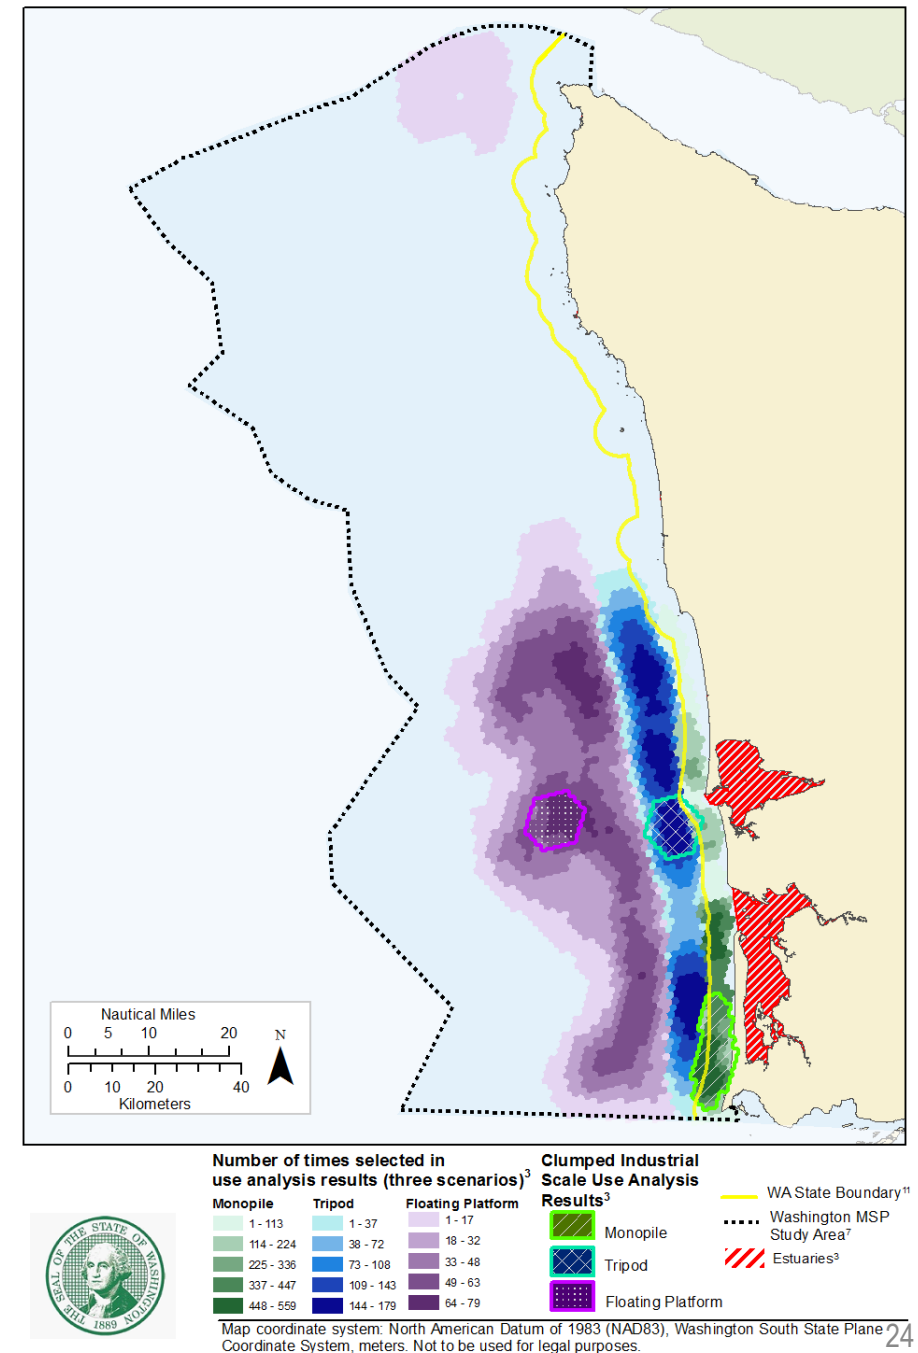 Nautical Miles
0 5 10 20
N
0 10 20 40
Kilometers
Number of times selected in
use analysis results (three scenarios)3
Monopile Tripod Floating Platform
1 - 113 1 - 37 1 - 17
114 - 224 38 - 72 18 - 32
225 - 336 73 - 108 33 - 48
337 - 447 109 - 143 49 - 63
448 - 559 144 - 179 64 - 79
Clumped Industrial
Scale Use Analysis
Results3
Monopile
Tripod
Floating Platform
WA State Boundary11
Washington MSP
Study Area7
Estuaries3
THE SEAL OF THE STATE OF WASHINGTON
1889
Map coordinate system: North American Datum of 1983 (NAD83), Washington South State Plane
Coordinate System, meters. Not to be used for legal purposes.
24